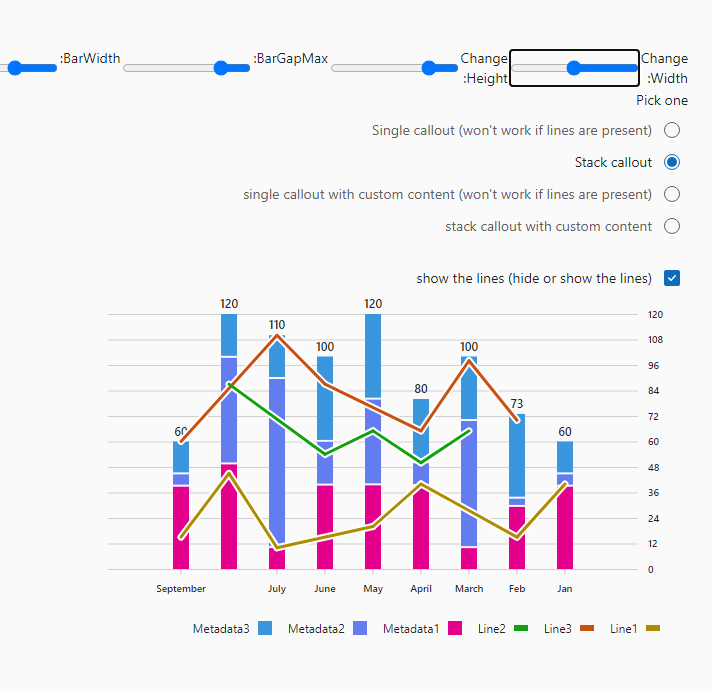 :BarWidth
:BarGapMax
Change :Height
Change :Width
Pick one
Single callout (won't work if lines are present)
Stack callout
single callout with custom content (won't work if lines are present)
stack callout with custom content
show the lines (hide or show the lines)
120
110
100
120
80
100
73
60
60
120
108
96
84
72
60
48
36
24
12
0
September
July
June
May
April
March
Feb
Jan
Metadata3
Metadata2
Metadata1
Line2
Line3
Line1